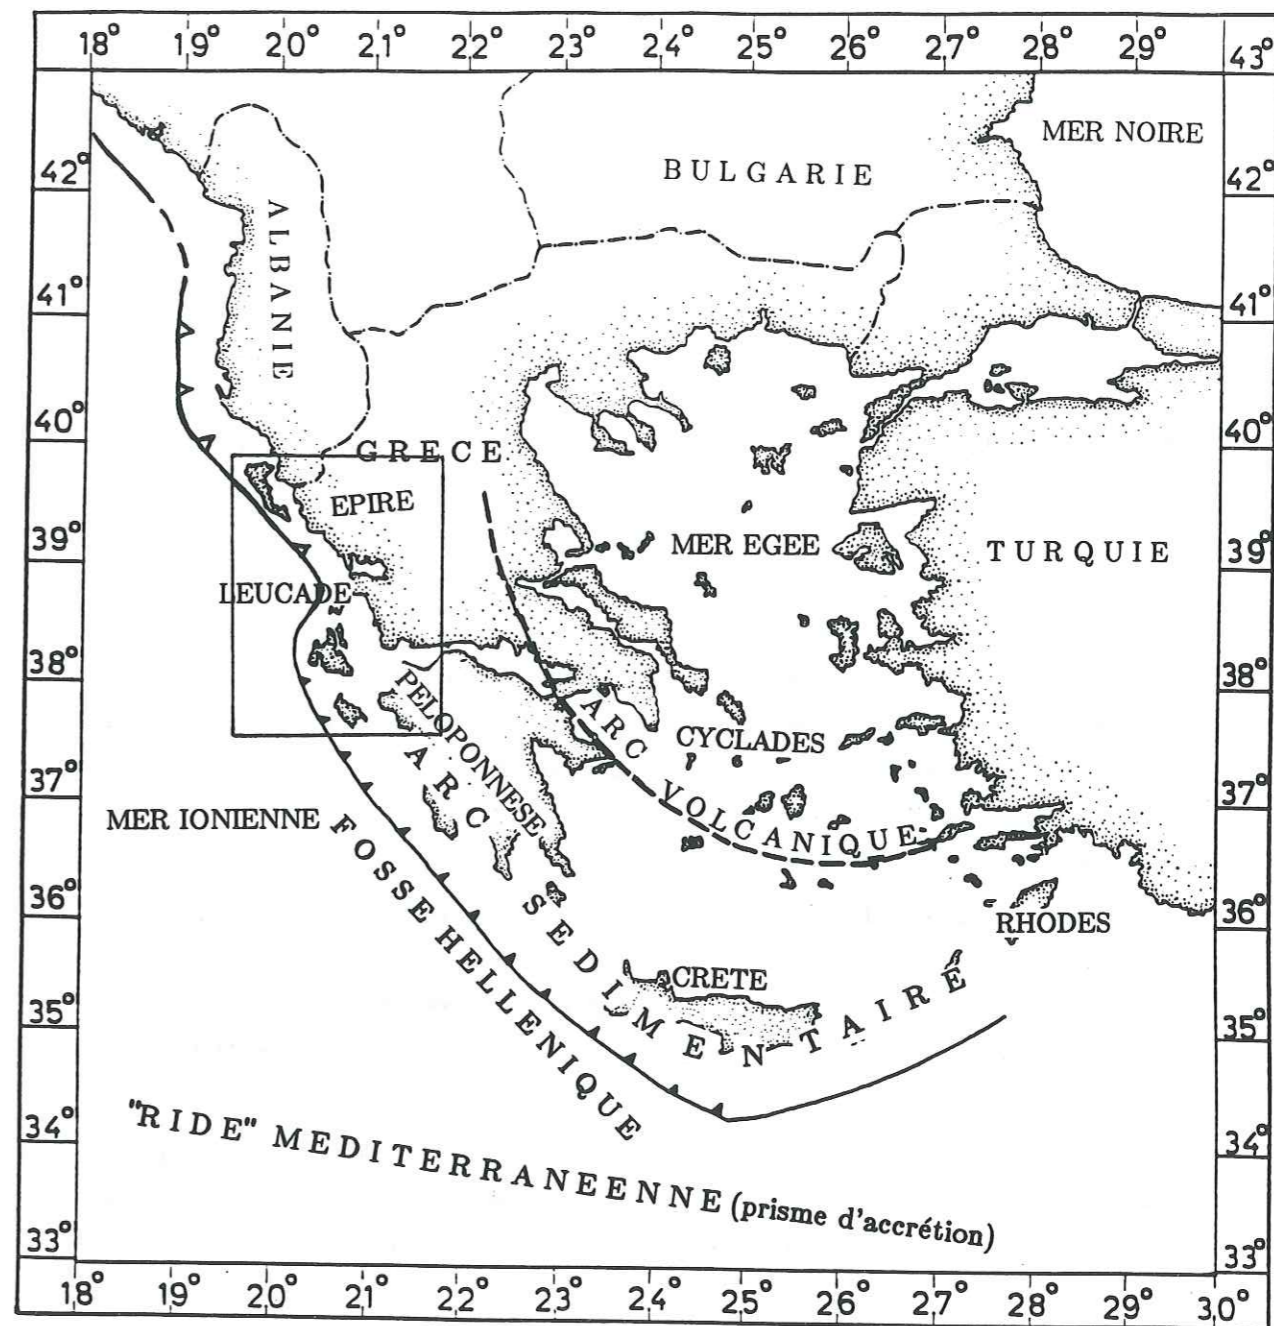 18° 19° 20° 21° 22° 23° 24° 25° 26° 27° 28° 29°
43°
MER NOIRE
BULGARIE
42° 42°
ALBANIE
41° 41°
40° 40°
GRECE
EPIRE
39° MER EGEE TURQUIE 39°
LEUCADE
38° 38°
PELOPONNESE
ARC VOLCANIQUE
CYCLADES
37° 37°
MER IONIENNE
ARC SEDIMENTAIRE
FOSSE HELLENIQUE
36° 36°
RHODES
CRETE
35° 35°
34° 34°
"RIDE" MEDITERRANEENNE (prisme d'accrétion)
33° 33°
18° 19° 20° 21° 22° 23° 24° 25° 26° 27° 28° 29° 30°